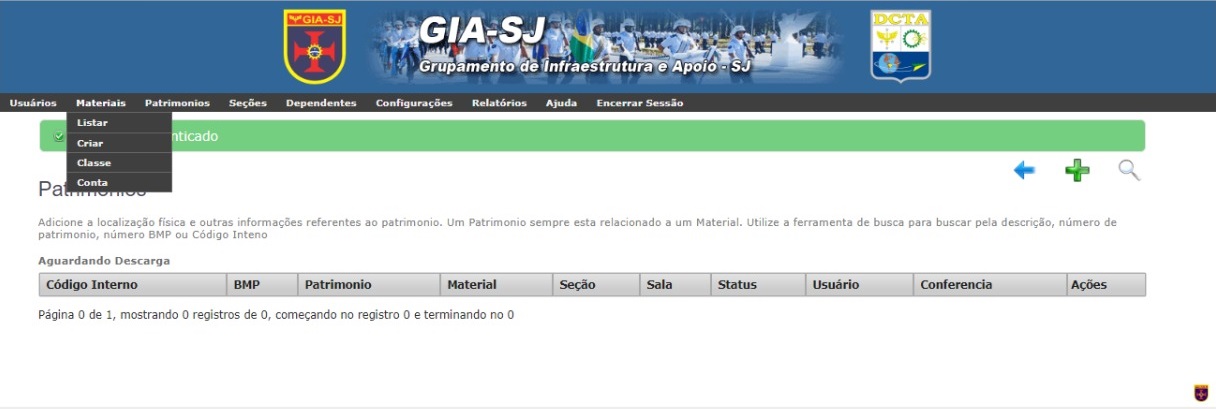 GIA-SJ
GIA-SJ
Grupamento de Infraestrutura e Apoio - SJ
DCTA
Usuários Materiais Patrimonios Seções Dependentes Configurações Relatórios Ajuda Encerrar Sessão
Listar
Criar
Classe
Conta
nticado
Patrimonios
Adicione a localização física e outras informações referentes ao patrimonio. Um Patrimonio sempre esta relacionado a um Material. Utilize a ferramenta de busca para buscar pela descrição, número de
patrimonio, número BMP ou Código Inteno
Aguardando Descarga
Código Interno BMP Patrimonio Material Seção Sala Status Usuário Conferencia Ações
Página 0 de 1, mostrando 0 registros de 0, começando no registro 0 e terminando no 0